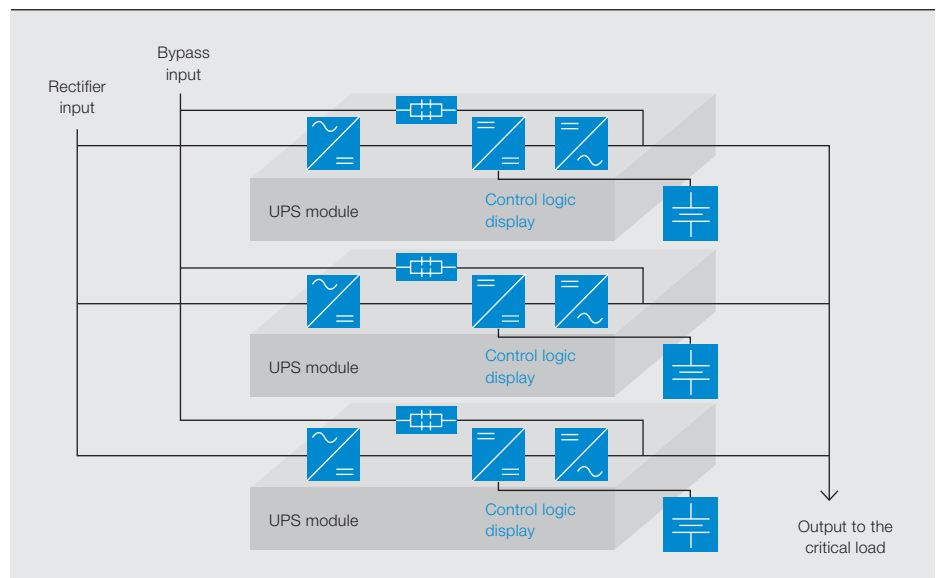 Bypass
input
Rectifier
input
UPS module
Control logic
display
UPS module
Control logic
display
UPS module
Control logic
display
Output to the
critical load